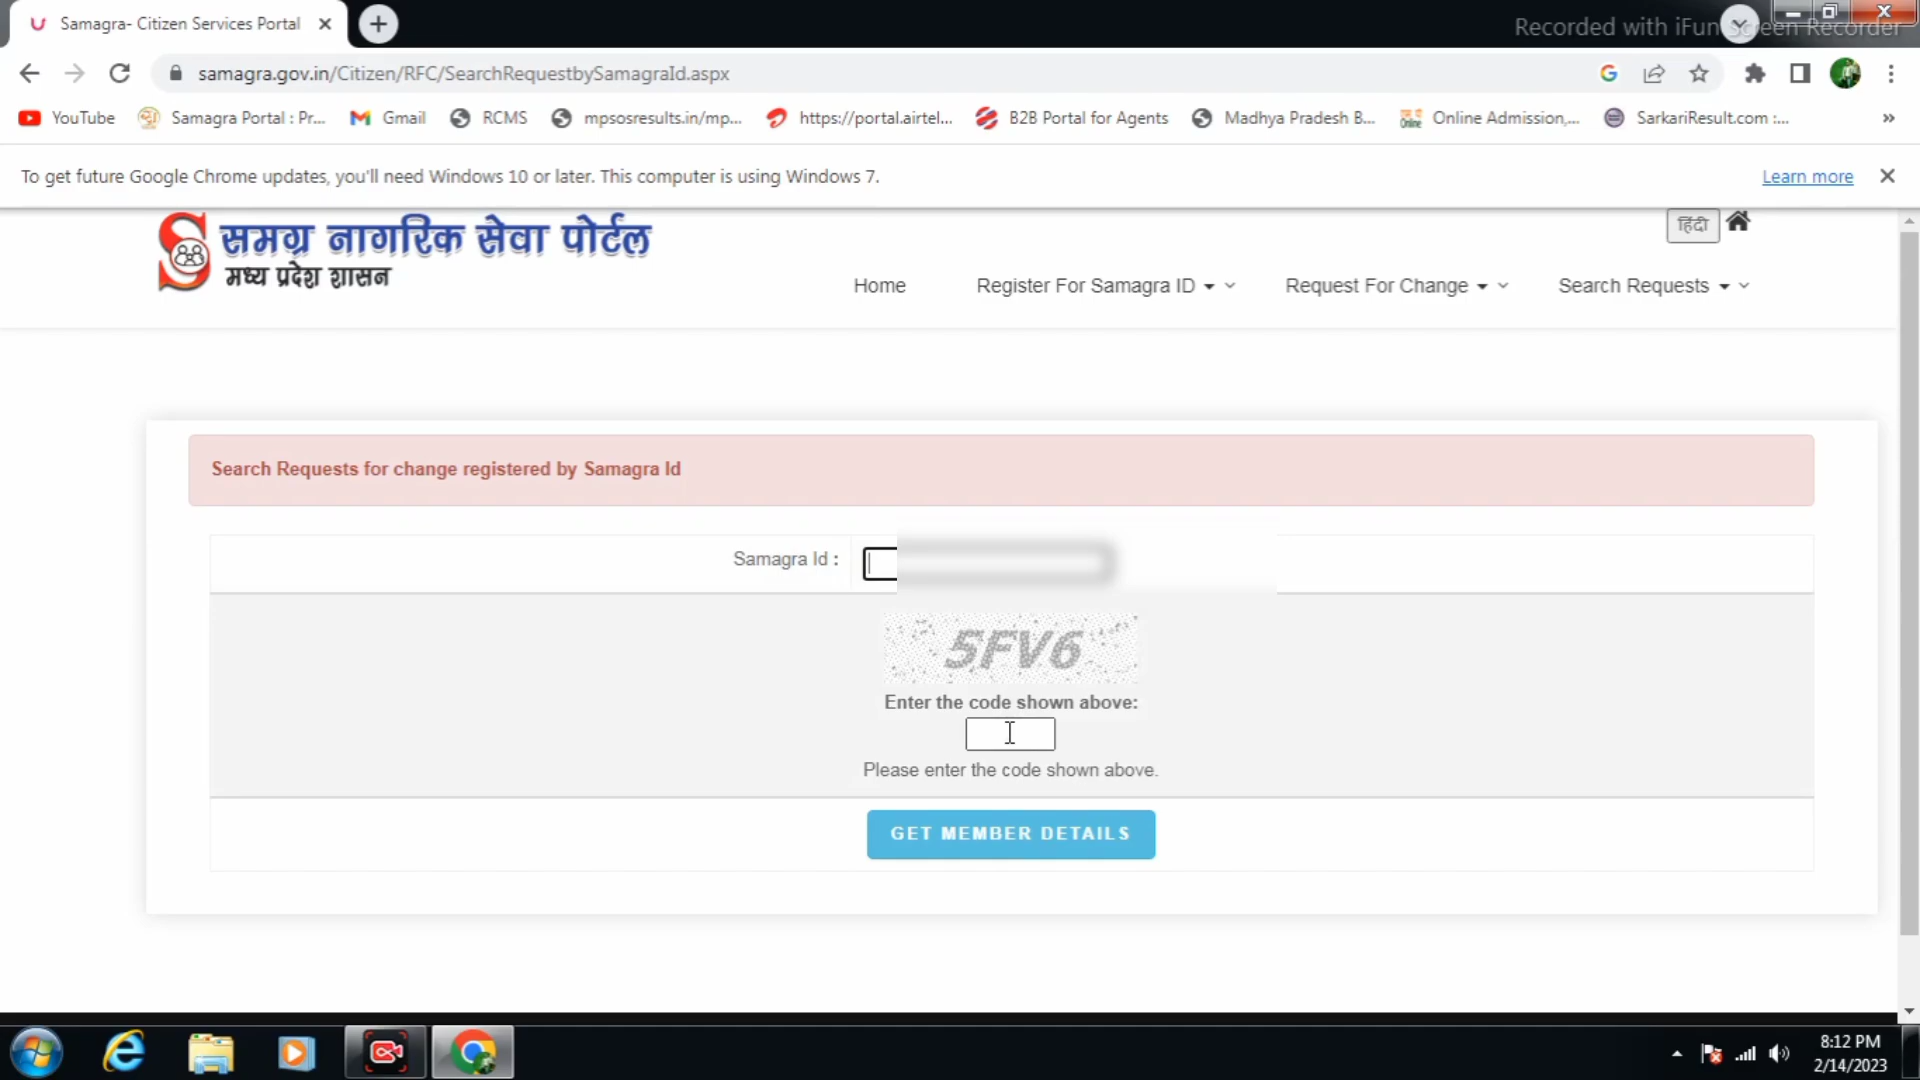 Samagra- Citizen Services Portal
Recorded with iFun Screen Recorder
samagra.gov.in/Citizen/RFC/SearchRequestbySamagraId.aspx
YouTube Samagra Portal : Pr... Gmail RCMS mpsosresults.in/mp... https://portal.airtel... B2B Portal for Agents Madhya Pradesh B... Online Admission,... SarkariResult.com :...
To get future Google Chrome updates, you'll need Windows 10 or later. This computer is using Windows 7. Learn more
समग्र नागरिक सेवा पोर्टल
मध्य प्रदेश शासन
हिंदी
Home Register For Samagra ID Request For Change Search Requests
Search Requests for change registered by Samagra Id
Samagra Id :
5FV6
Enter the code shown above:
Please enter the code shown above.
GET MEMBER DETAILS
8:12 PM
2/14/2023